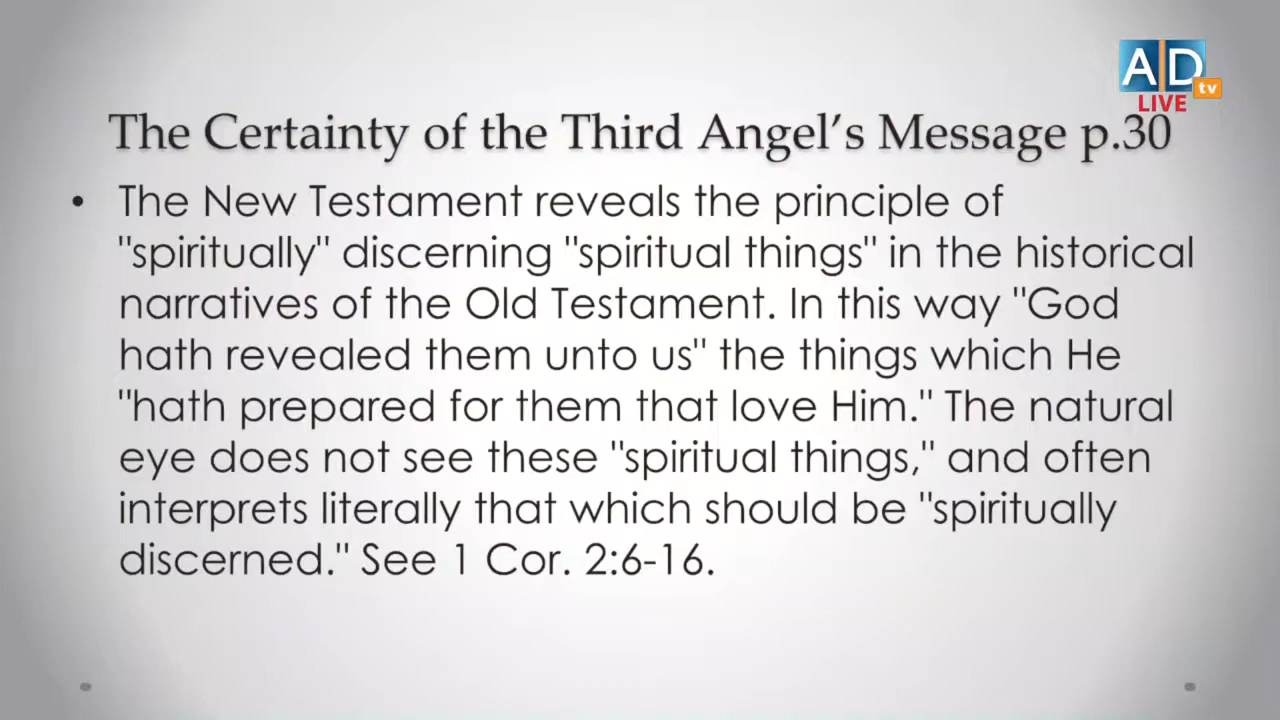 AD
tv
LIVE
The Certainty of the Third Angel's Message p.30
• The New Testament reveals the principle of
"spiritually" discerning "spiritual things" in the historical
narratives of the Old Testament. In this way "God
hath revealed them unto us" the things which He
"hath prepared for them that love Him." The natural
eye does not see these "spiritual things," and often
interprets literally that which should be "spiritually
discerned." See 1 Cor. 2:6-16.